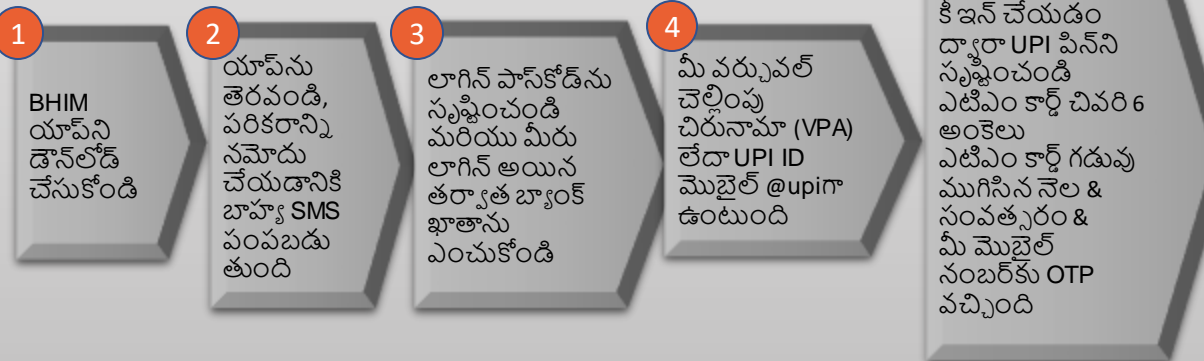 1
BHIM
యాప్‌ని
డౌన్‌లోడ్
చేసుకోండి
2
యాప్‌ను
తెరవండి,
పరికరాన్ని
నమోదు
చేయడానికి
బాహ్య SMS
పంపబడు
తుంది
3
లాగిన్ పాస్‌కోడ్‌ను
సృష్టించండి
మరియు మీరు
లాగిన్ అయిన
తర్వాత బ్యాంక్
ఖాతాను
ఎంచుకోండి
4
మీ వర్చువల్
చెల్లింపు
చిరునామా (VPA)
లేదా UPI ID
మొబైల్ @upiగా
ఉంటుంది
కీ ఇన్ చేయడం
ద్వారా UPI పిన్‌ని
సృష్టించండి
ఎటిఎం కార్డ్ చివరి 6
అంకెలు
ఎటిఎం కార్డ్ గడువు
ముగిసిన నెల &
సంవత్సరం &
మీ మొబైల్
నంబర్‌కు OTP
వచ్చింది